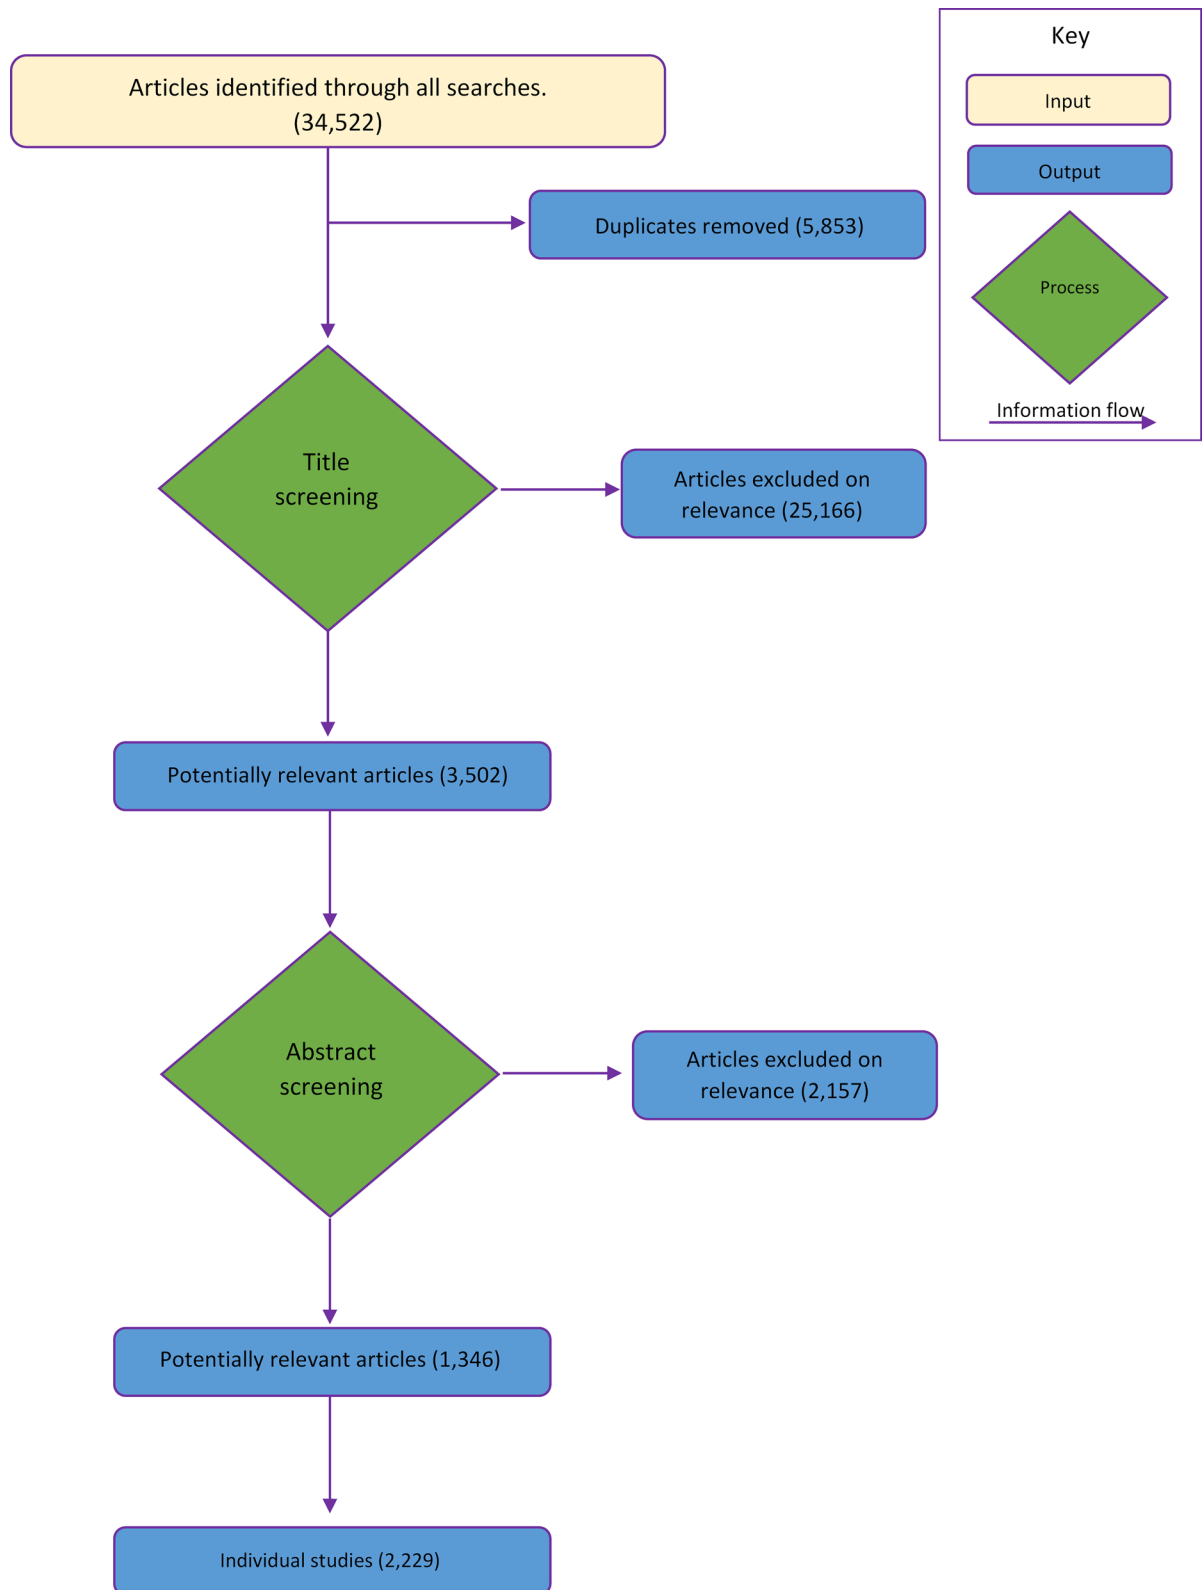 Articles identified through all searches.
(34,522)
Duplicates removed (5,853)
Title
screening
Articles excluded on
relevance (25,166)
Potentially relevant articles (3,502)
Abstract
screening
Articles excluded on
relevance (2,157)
Potentially relevant articles (1,346)
Individual studies (2,229)
Key
Input
Output
Process
Information flow